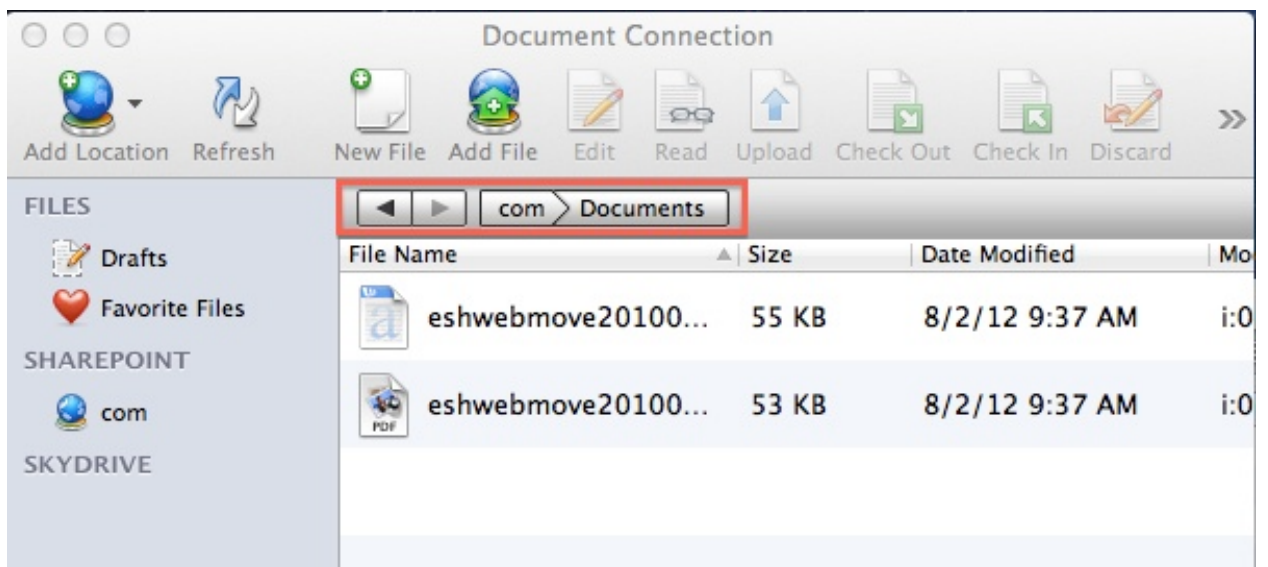 Document Connection
Add Location Refresh New File Add File Edit Read Upload Check Out Check In Discard
FILES
com Documents
Drafts
Favorite Files
SHAREPOINT
com
SKYDRIVE
File Name Size Date Modified Mo
eshwebmove20100... 55 KB 8/2/12 9:37 AM i:0
PDF
eshwebmove20100... 53 KB 8/2/12 9:37 AM i:0